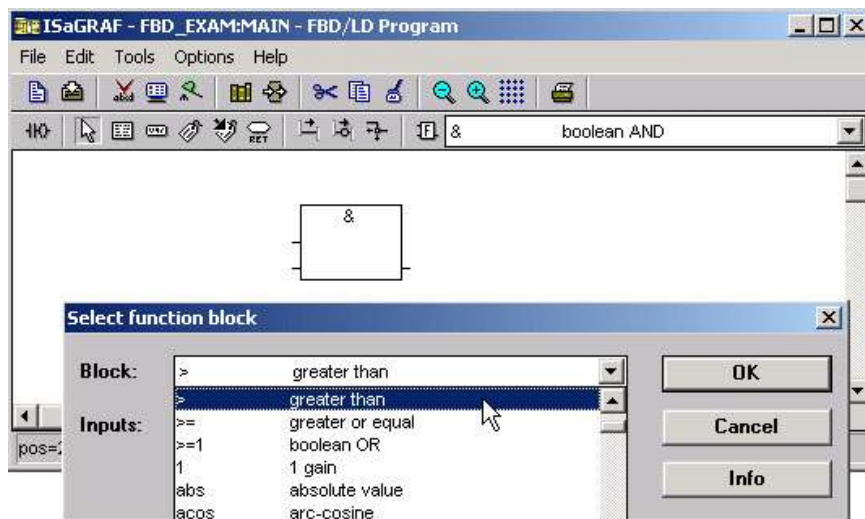 ISaGRAF - FBD_EXAM:MAIN - FBD/LD Program
File Edit Tools Options Help
& boolean AND
&
Select function block
Block: > greater than OK
> greater than
Inputs: >= greater or equal Cancel
>=1 boolean OR
1 1 gain Info
abs absolute value
acos arc-cosine